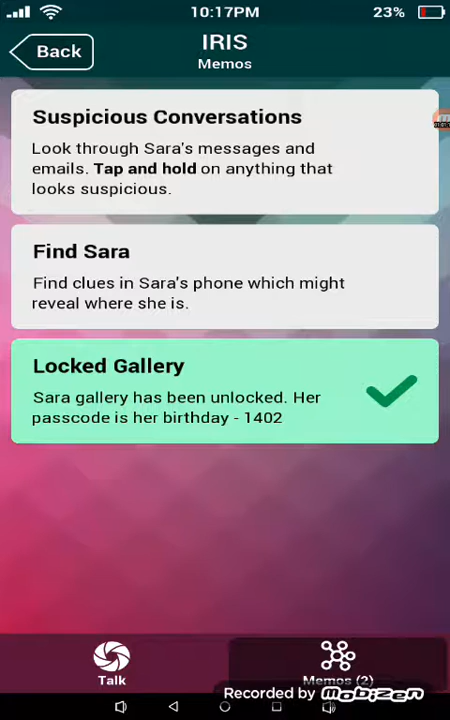 10:17PM
23%
Back
IRIS
Memos
Suspicious Conversations
Look through Sara's messages and
emails. Tap and hold on anything that
looks suspicious.
Find Sara
Find clues in Sara's phone which might
reveal where she is.
Locked Gallery
Sara gallery has been unlocked. Her
passcode is her birthday - 1402
Talk
Memos (2)
Recorded by mobizen